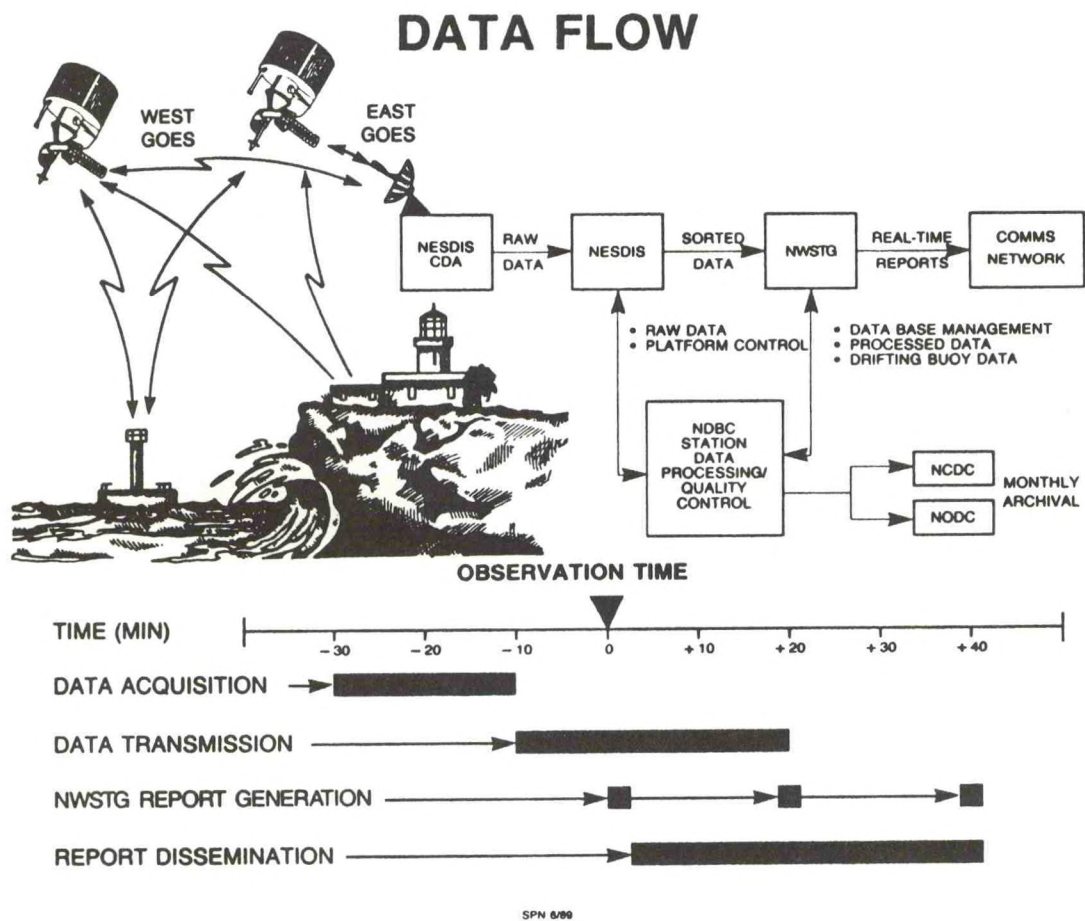 DATA FLOW
WEST
GOES
EAST
GOES
NESDIS
CDA
RAW
DATA
NESDIS
SORTED
DATA
NWSTG
REAL-TIME
REPORTS
COMMS
NETWORK
• RAW DATA
• PLATFORM CONTROL
• DATA BASE MANAGEMENT
• PROCESSED DATA
• DRIFTING BUOY DATA
NDBC
STATION
DATA
PROCESSING/
QUALITY
CONTROL
NCDC
NODC
MONTHLY
ARCHIVAL
OBSERVATION TIME
TIME (MIN)
-30 -20 -10 0 +10 +20 +30 +40
DATA ACQUISITION
DATA TRANSMISSION
NWSTG REPORT GENERATION
REPORT DISSEMINATION
SPN 6/89